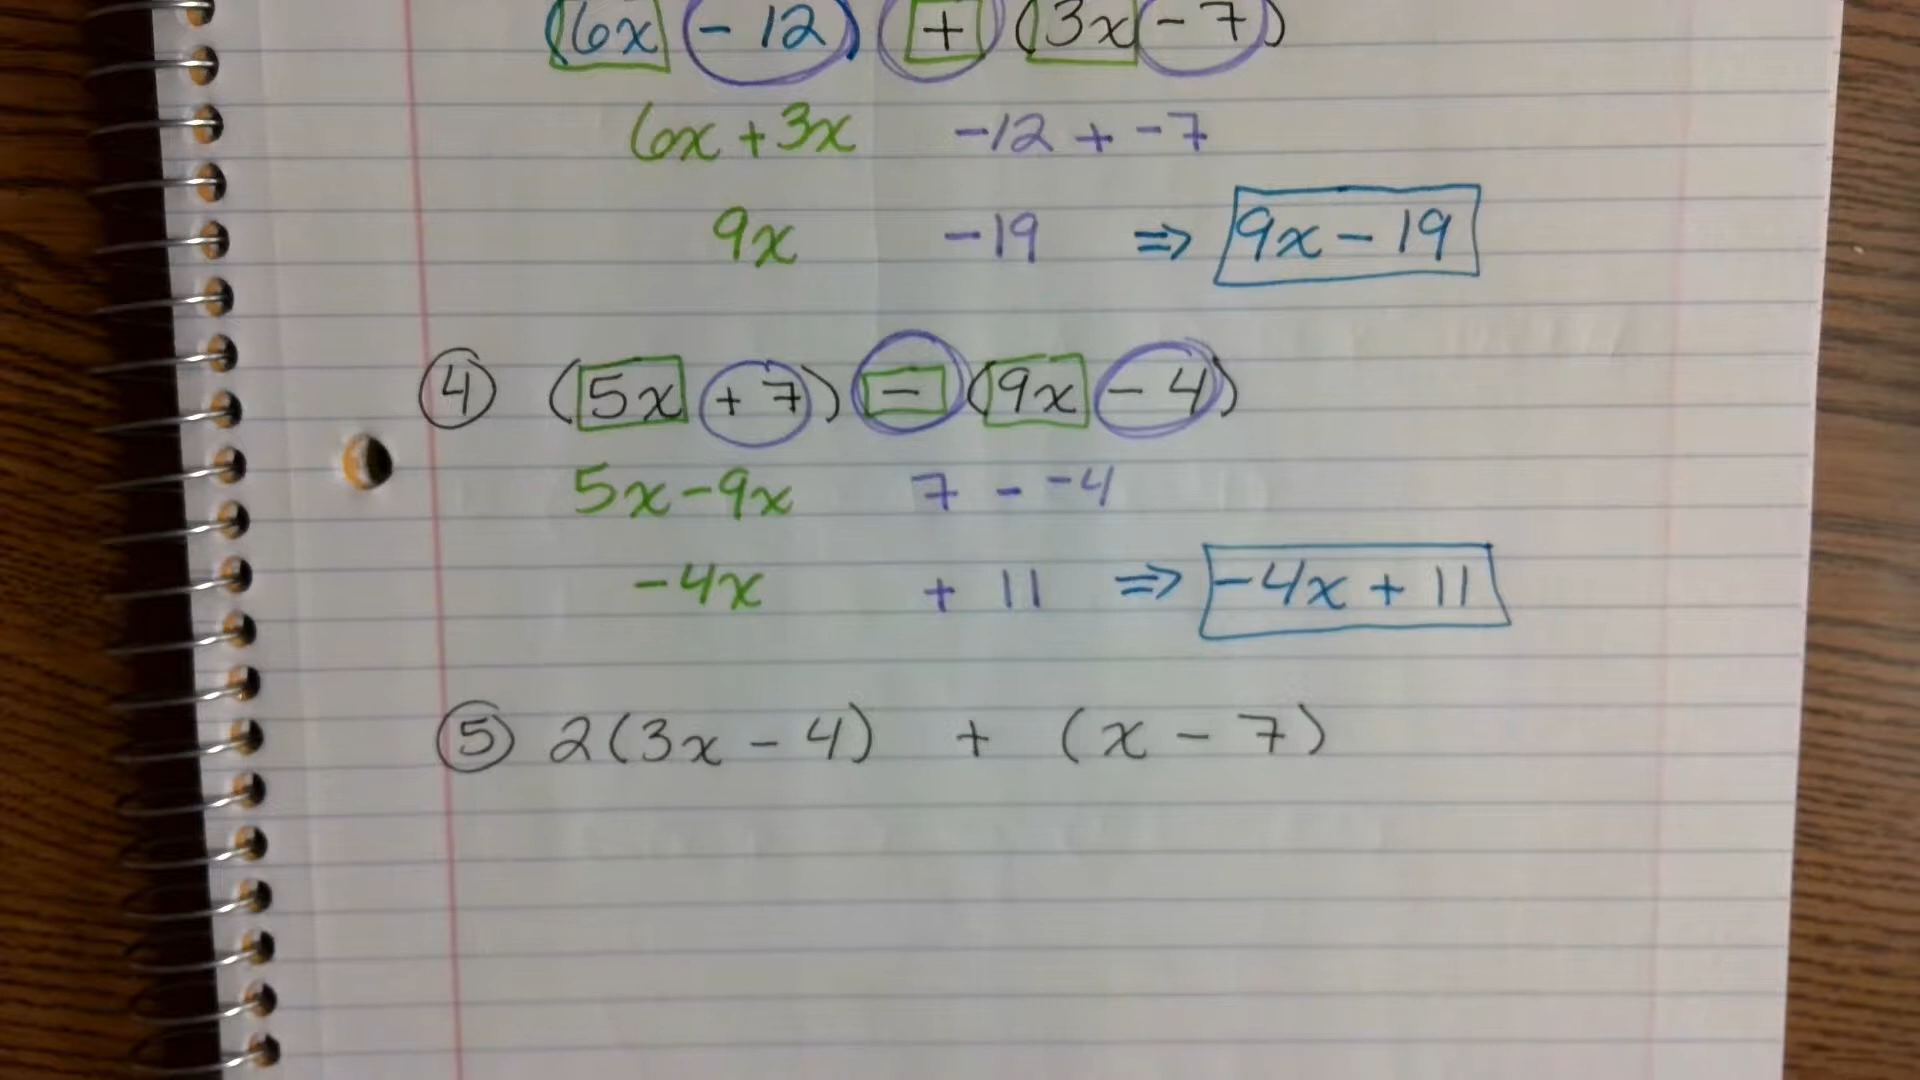 (6x - 12) + (3x - 7)
6x + 3x -12 + -7
9x -19 ⇒ 9x - 19
④ (5x + 7) - (9x - 4)
5x - 9x 7 - -4
-4x + 11 ⇒ -4x + 11
⑤ 2(3x - 4) + (x - 7)